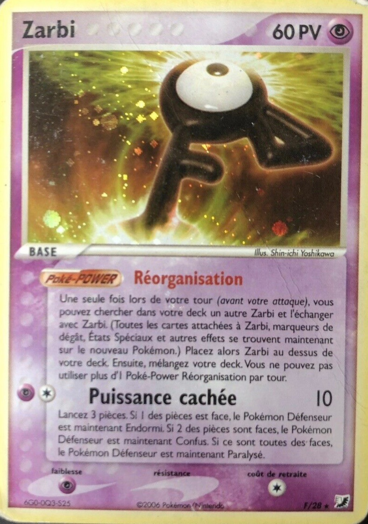 Zarbi 60 PV
BASE
Illus. Shin-ichi Yoshikawa
Poké-POWER Réorganisation
Une seule fois lors de votre tour (avant votre attaque), vous
pouvez chercher dans votre deck un autre Zarbi et l'échanger
avec Zarbi. (Toutes les cartes attachées à Zarbi, marqueurs de
dégât, États Spéciaux et autres effets se trouvent maintenant
sur le nouveau Pokémon.) Placez alors Zarbi au dessus de
votre deck. Ensuite, mélangez votre deck. Vous ne pouvez pas
utiliser plus d'1 Poké-Power Réorganisation par tour.
Puissance cachée 10
Lancez 3 pièces. Si 1 des pièces est face, le Pokémon Défenseur
est maintenant Endormi. Si 2 des pièces sont faces, le Pokémon
Défenseur est maintenant Confus. Si ce sont toutes des faces,
le Pokémon Défenseur est maintenant Paralysé.
faiblesse résistance coût de retraite
600-003-525 ©2006 Pokémon/Nintendo F/28